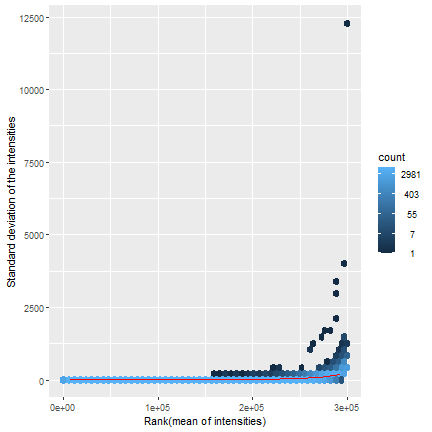 12500
10000
7500
5000
2500
0
Standard deviation of the intensities
0e+00 1e+05 2e+05 3e+05
Rank(mean of intensities)
count
2981
403
55
7
1